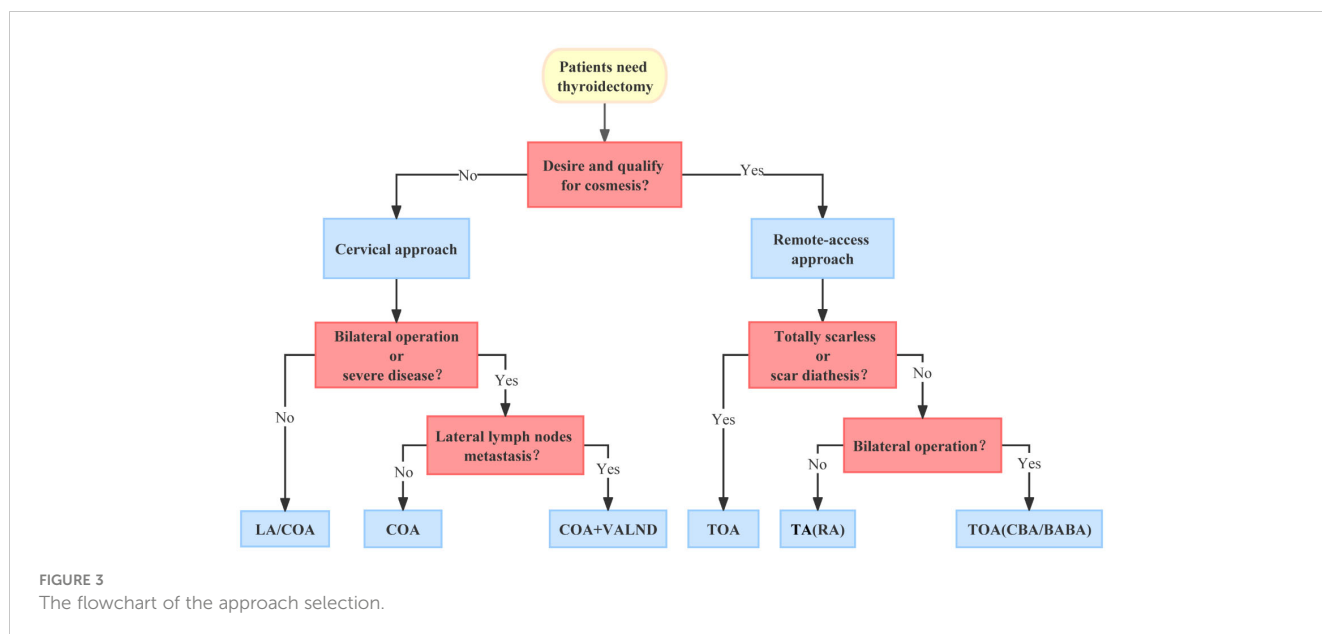 Patients need
thyroidectomy
Desire and qualify
for cosmesis?
No
Yes
Cervical approach
Remote-access
approach
Bilateral operation
or
severe disease?
Totally scarless
or
scar diathesis?
No
Yes
Yes
No
Lateral lymph nodes
metastasis?
Bilateral operation?
No
Yes
No
Yes
LA/COA
COA
COA+VALND
TOA
TA(RA)
TOA(CBA/BABA)
FIGURE 3
The flowchart of the approach selection.